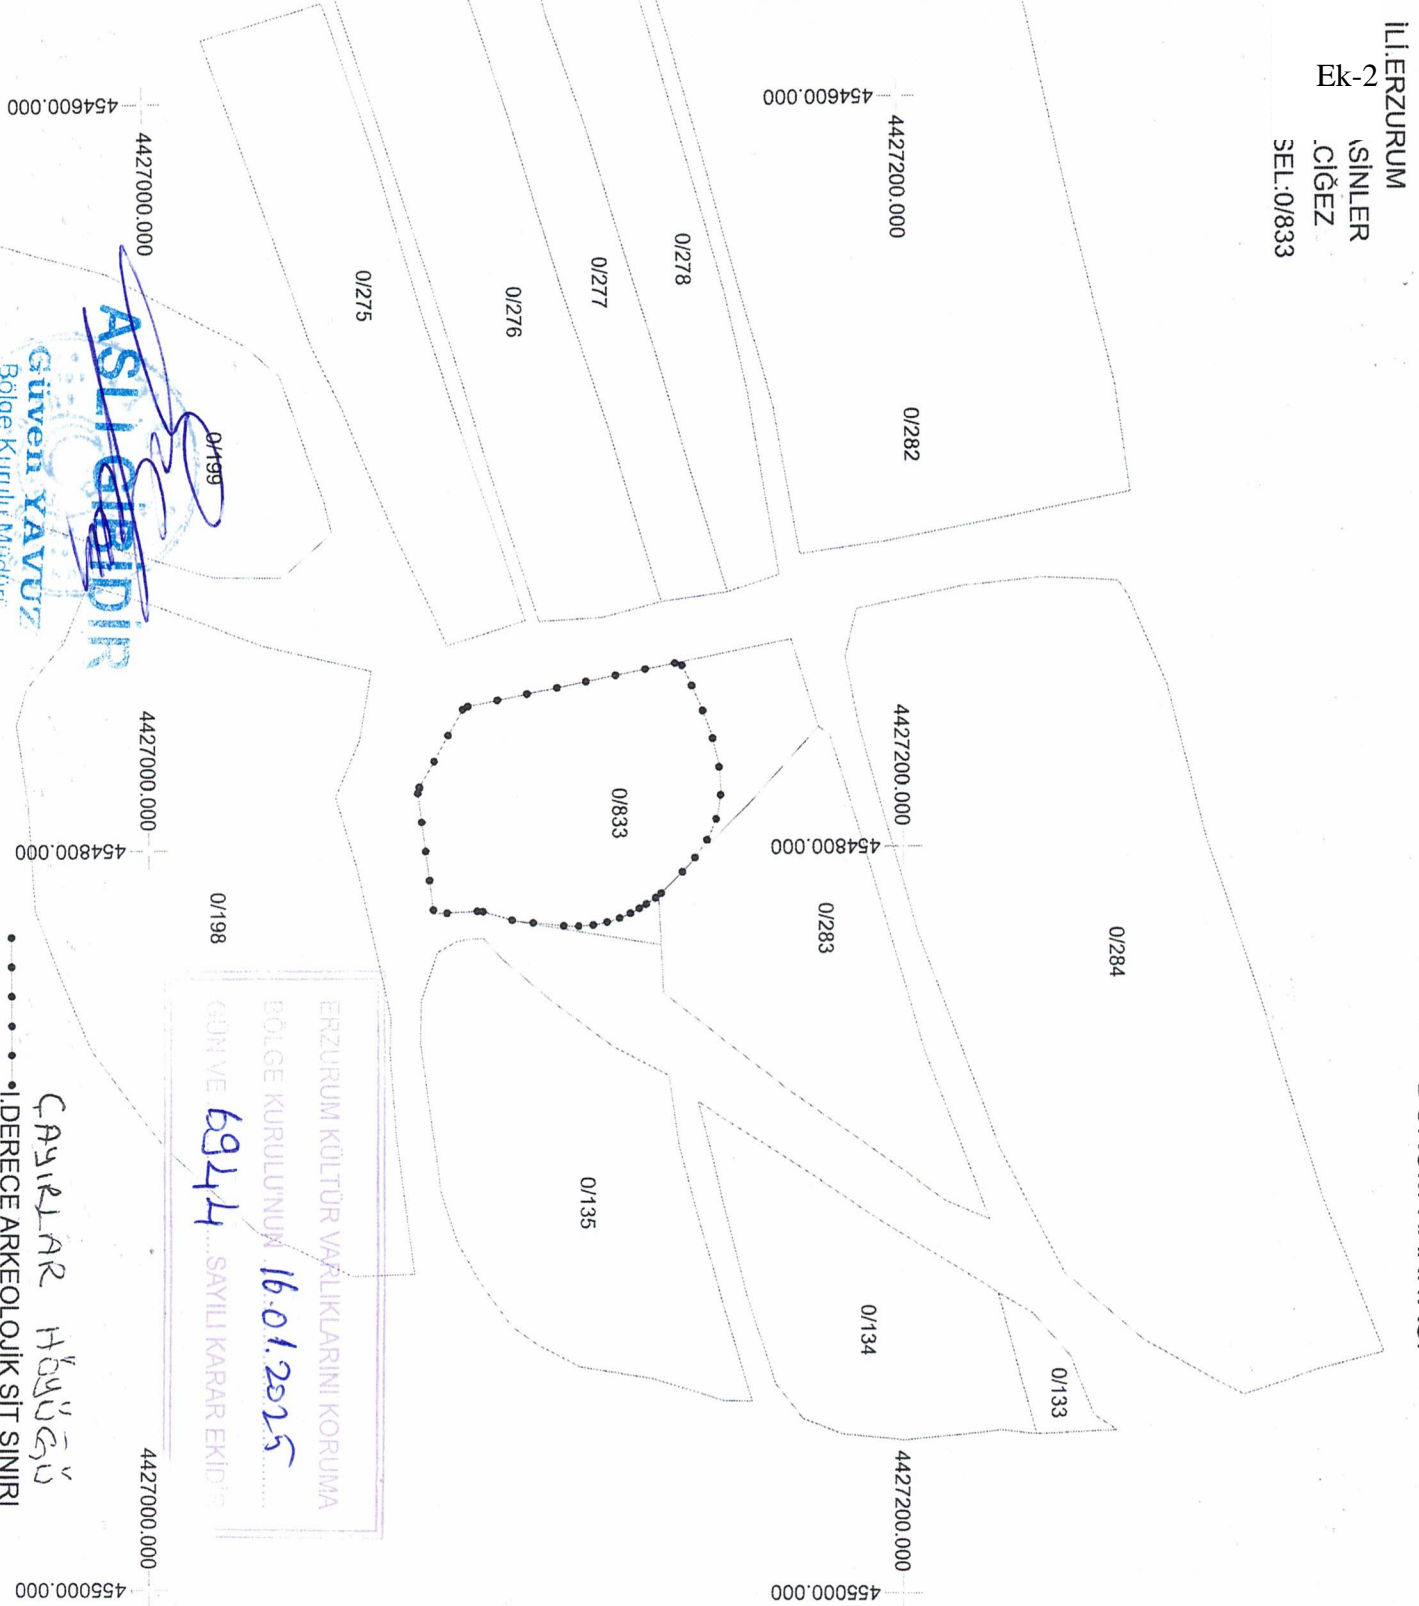 İLİ.ERZURUM
Ek-2
SİNLER
.CİĞEZ
SEL:0/833
454600.000
4427000.000
454600.000
4427200.000
0/275
0/276
0/277
0/278
0/282
0/199
ASLI GİBİDİR
Güven YAVUZ
Bölge Kurulu Müdürü
4427000.000
454800.000
4427200.000
454800.000
0/833
0/198
0/283
0/284
0/135
0/134
0/133
ERZURUM KÜLTÜR VARLIKLARINI KORUMA
BÖLGE KURULU'NUN 16.01.2025
GÜN VE 6944 SAYILI KARAR EKİDİR
ÇAYIRLAR HÖYÜĞÜ
I.DERECE ARKEOLOJİK SİT SINIRI
4427000.000
455000.000
4427200.000
455000.000